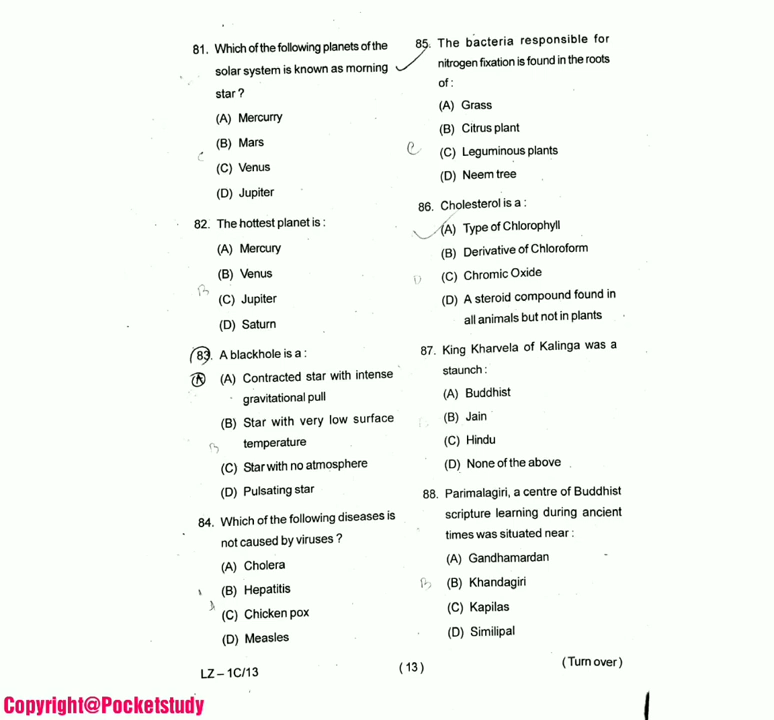 81. Which of the following planets of the
solar system is known as morning
star ?
(A) Mercurry
(B) Mars
(C) Venus
(D) Jupiter
82. The hottest planet is :
(A) Mercury
(B) Venus
(C) Jupiter
(D) Saturn
83. A blackhole is a :
(A) Contracted star with intense
gravitational pull
(B) Star with very low surface
temperature
(C) Star with no atmosphere
(D) Pulsating star
84. Which of the following diseases is
not caused by viruses ?
(A) Cholera
(B) Hepatitis
(C) Chicken pox
(D) Measles
85. The bacteria responsible for
nitrogen fixation is found in the roots
of :
(A) Grass
(B) Citrus plant
(C) Leguminous plants
(D) Neem tree
86. Cholesterol is a :
(A) Type of Chlorophyll
(B) Derivative of Chloroform
(C) Chromic Oxide
(D) A steroid compound found in
all animals but not in plants
87. King Kharvela of Kalinga was a
staunch :
(A) Buddhist
(B) Jain
(C) Hindu
(D) None of the above
88. Parimalagiri, a centre of Buddhist
scripture learning during ancient
times was situated near :
(A) Gandhamardan
(B) Khandagiri
(C) Kapilas
(D) Similipal
LZ – 1C/13
(13)
(Turn over)
Copyright@Pocketstudy